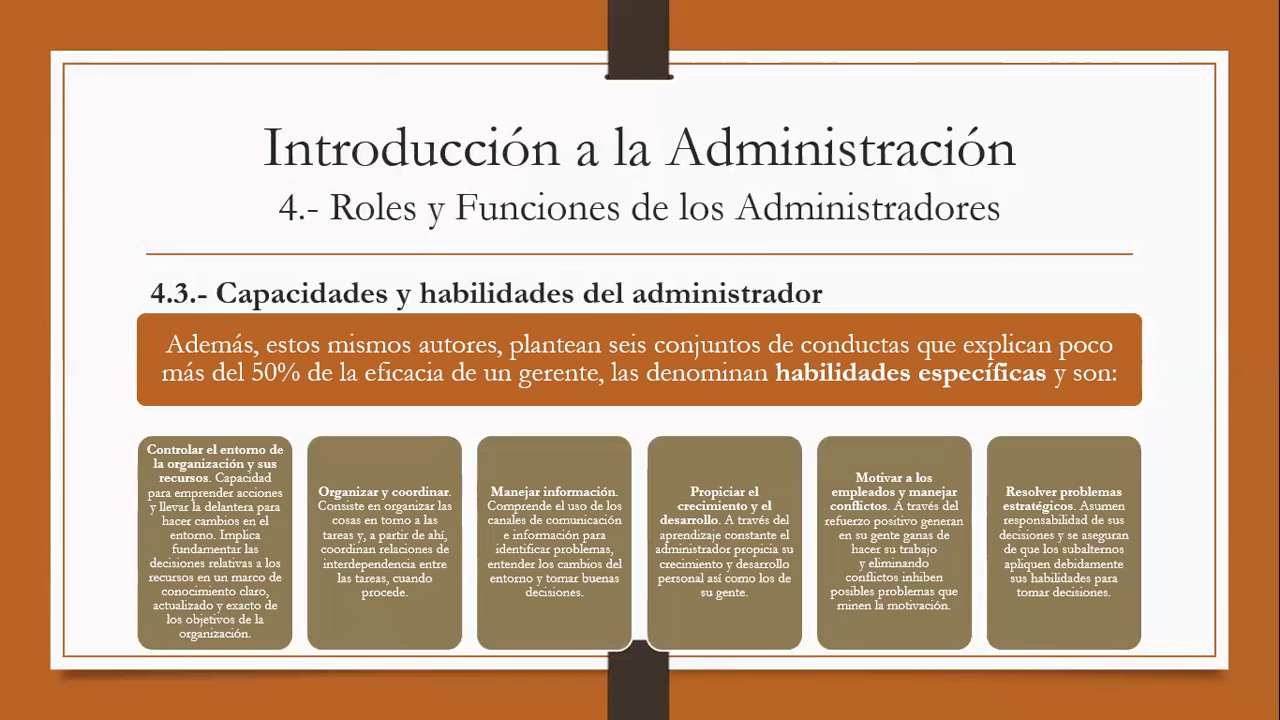 Introducción a la Administración
4.- Roles y Funciones de los Administradores
4.3.- Capacidades y habilidades del administrador
Además, estos mismos autores, plantean seis conjuntos de conductas que explican poco
más del 50% de la eficacia de un gerente, las denominan habilidades específicas y son:
Controlar el entorno de
la organización y sus
recursos. Capacidad
para emprender acciones
y llevar la delantera para
hacer cambios en el
entorno. Implica
fundamentar las
decisiones relativas a los
recursos en un marco de
conocimiento claro,
actualizado y exacto de
los objetivos de la
organización.
Organizar y coordinar.
Consiste en organizar las
cosas en torno a las
tareas y, a partir de ahí,
coordinan relaciones de
interdependencia entre
las tareas, cuando
procede.
Manejar información.
Comprende el uso de los
canales de comunicación
e información para
identificar problemas,
entender los cambios del
entorno y tomar buenas
decisiones.
Propiciar el
crecimiento y el
desarrollo. A través del
aprendizaje constante el
administrador propicia su
crecimiento y desarrollo
personal así como los de
su gente.
Motivar a los
empleados y manejar
conflictos. A través del
refuerzo positivo generan
en su gente ganas de
hacer su trabajo
y eliminando
conflictos inhiben
posibles problemas que
minen la motivación.
Resolver problemas
estratégicos. Asumen
responsabilidad de sus
decisiones y se aseguran
de que los subalternos
apliquen debidamente
sus habilidades para
tomar decisiones.